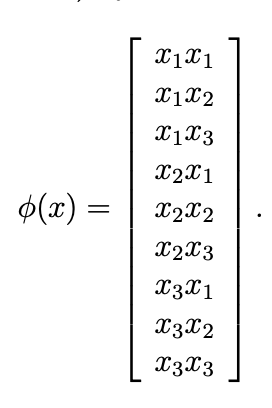 x₁x₁
x₁x₂
x₁x₃
x₂x₁
ϕ(x) = x₂x₂ .
x₂x₃
x₃x₁
x₃x₂
x₃x₃